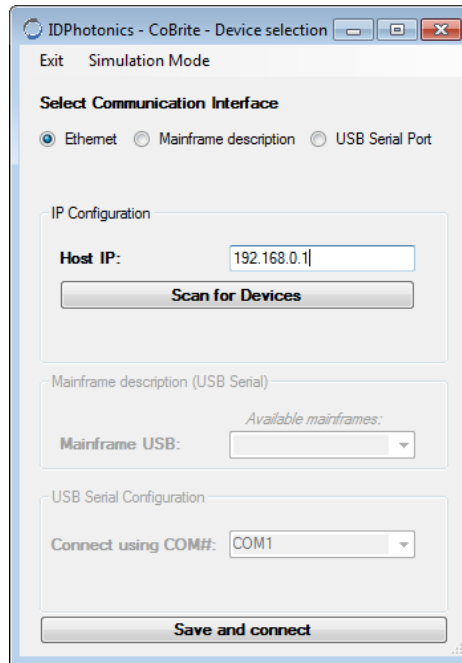 IDPhotonics - CoBrite - Device selection
Exit Simulation Mode
Select Communication Interface
Ethernet Mainframe description USB Serial Port
IP Configuration
Host IP: 192.168.0.1
Scan for Devices
Mainframe description (USB Serial)
Available mainframes:
Mainframe USB:
USB Serial Configuration
Connect using COM#: COM1
Save and connect